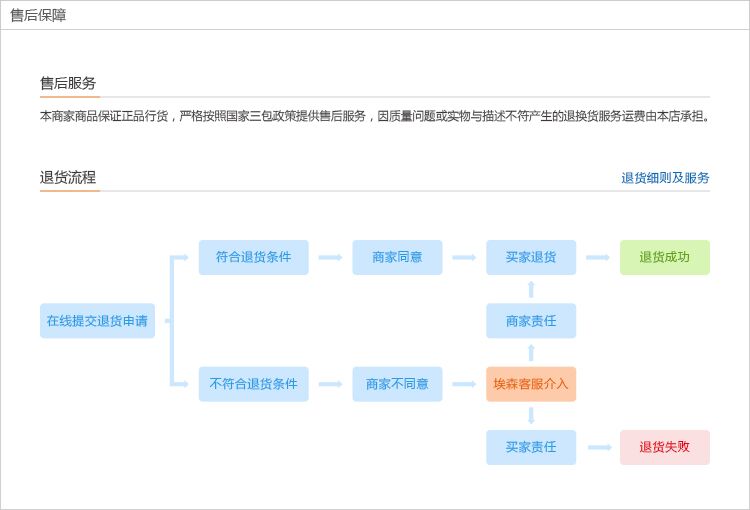 售后保障
售后服务
本商家商品保证正品行货，严格按照国家三包政策提供售后服务，因质量问题或实物与描述不符产生的退换货服务运费由本店承担。
退货流程
退货细则及服务
符合退货条件
商家同意
买家退货
退货成功
在线提交退货申请
商家责任
不符合退货条件
商家不同意
埃森客服介入
买家责任
退货失败